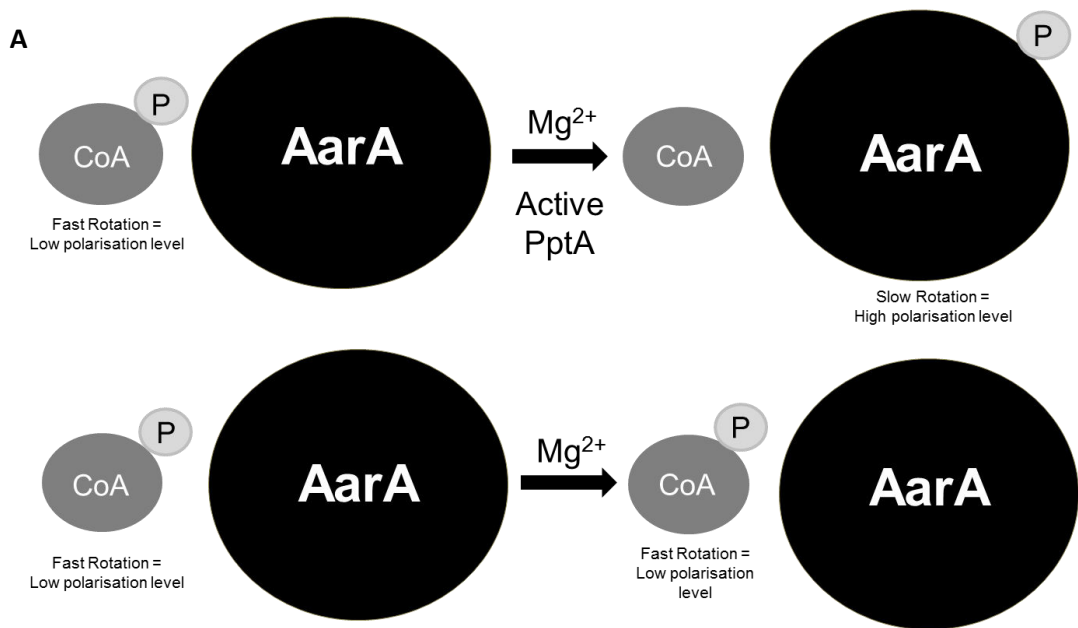 A
P
CoA
AarA
Fast Rotation =
Low polarisation level
Mg²⁺
Active
PptA
CoA
P
AarA
Slow Rotation =
High polarisation level
P
CoA
AarA
Fast Rotation =
Low polarisation level
Mg²⁺
P
CoA
AarA
Fast Rotation =
Low polarisation
level